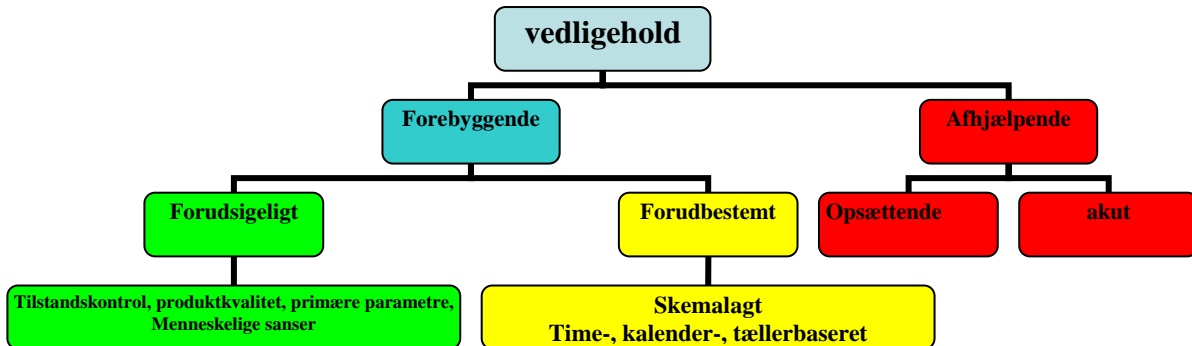 vedligehold
Forebyggende
Afhjælpende
Forudsigeligt
Forudbestemt
Opsættende
akut
Tilstandskontrol, produktkvalitet, primære parametre,
Menneskelige sanser
Skemalagt
Time-, kalender-, tællerbaseret